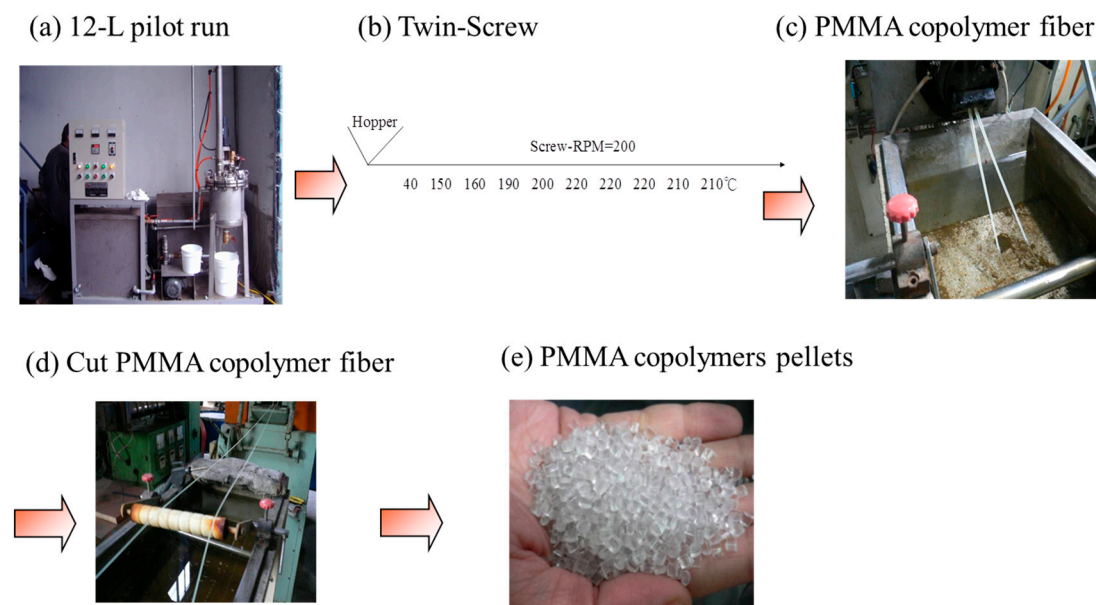 (a) 12-L pilot run
(b) Twin-Screw
(c) PMMA copolymer fiber
Hopper
Screw-RPM=200
40 150 160 190 200 220 220 220 210 210℃
(d) Cut PMMA copolymer fiber
(e) PMMA copolymers pellets